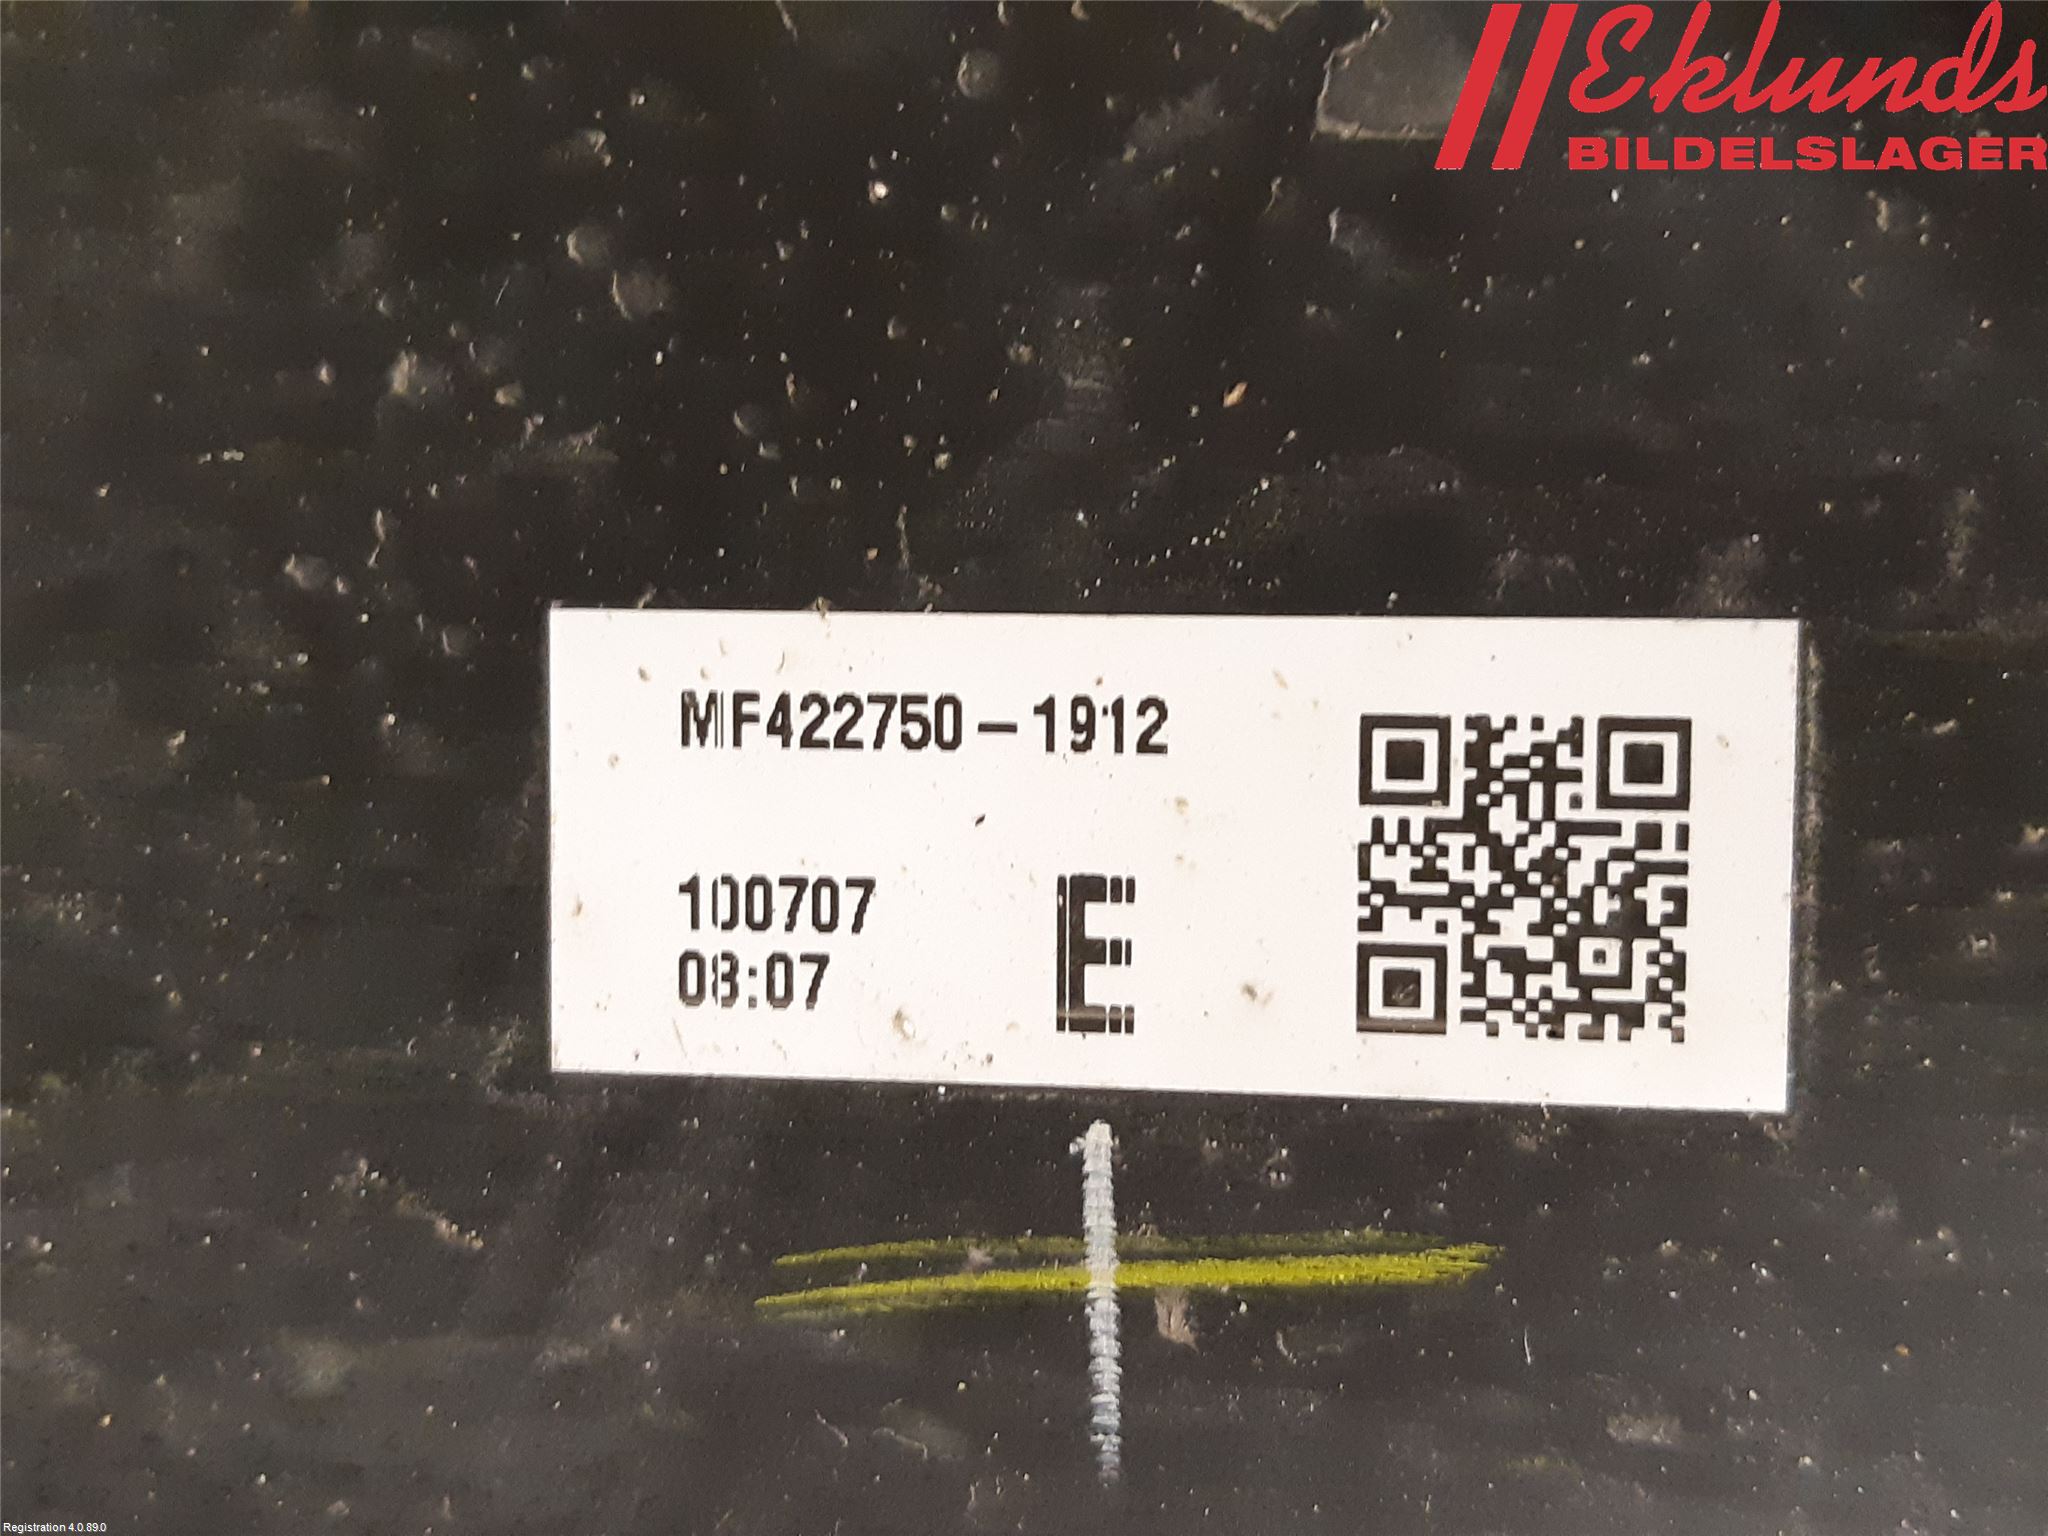 Eklunds
BILDELSLAGER
MF422750-1912
100707
E
08:07
Registration 4.0.89.0